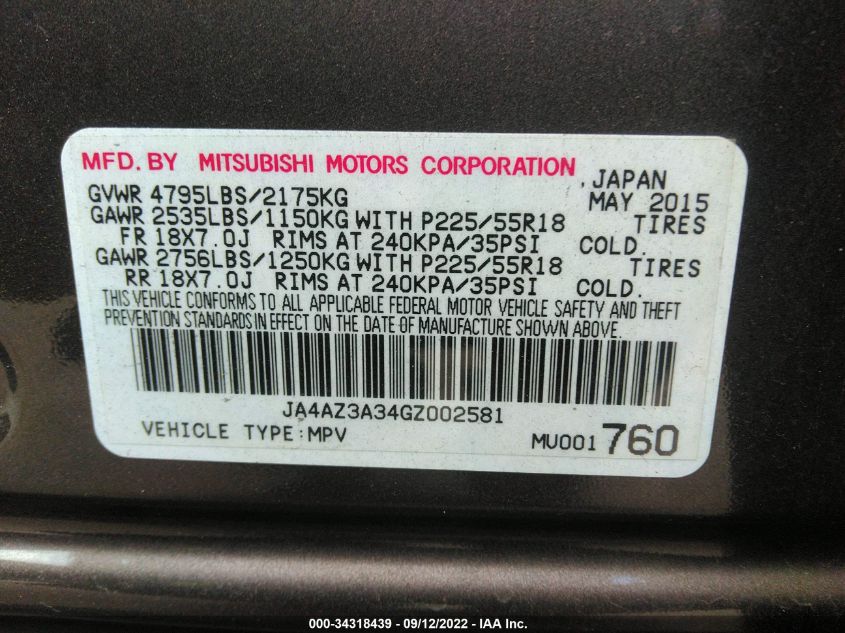 MFD. BY MITSUBISHI MOTORS CORPORATION , JAPAN
GVWR 4795LBS/2175KG MAY 2015
GAWR 2535LBS/1150KG WITH P225/55R18 TIRES
FR 18X7.0J RIMS AT 240KPA/35PSI COLD.
GAWR 2756LBS/1250KG WITH P225/55R18 TIRES
RR 18X7.0J RIMS AT 240KPA/35PSI COLD.
THIS VEHICLE CONFORMS TO ALL APPLICABLE FEDERAL MOTOR VEHICLE SAFETY AND THEFT
PREVENTION STANDARDS IN EFFECT ON THE DATE OF MANUFACTURE SHOWN ABOVE.
JA4AZ3A34GZ002581
VEHICLE TYPE:MPV MU001 760
000-34318439 - 09/12/2022 - IAA Inc.